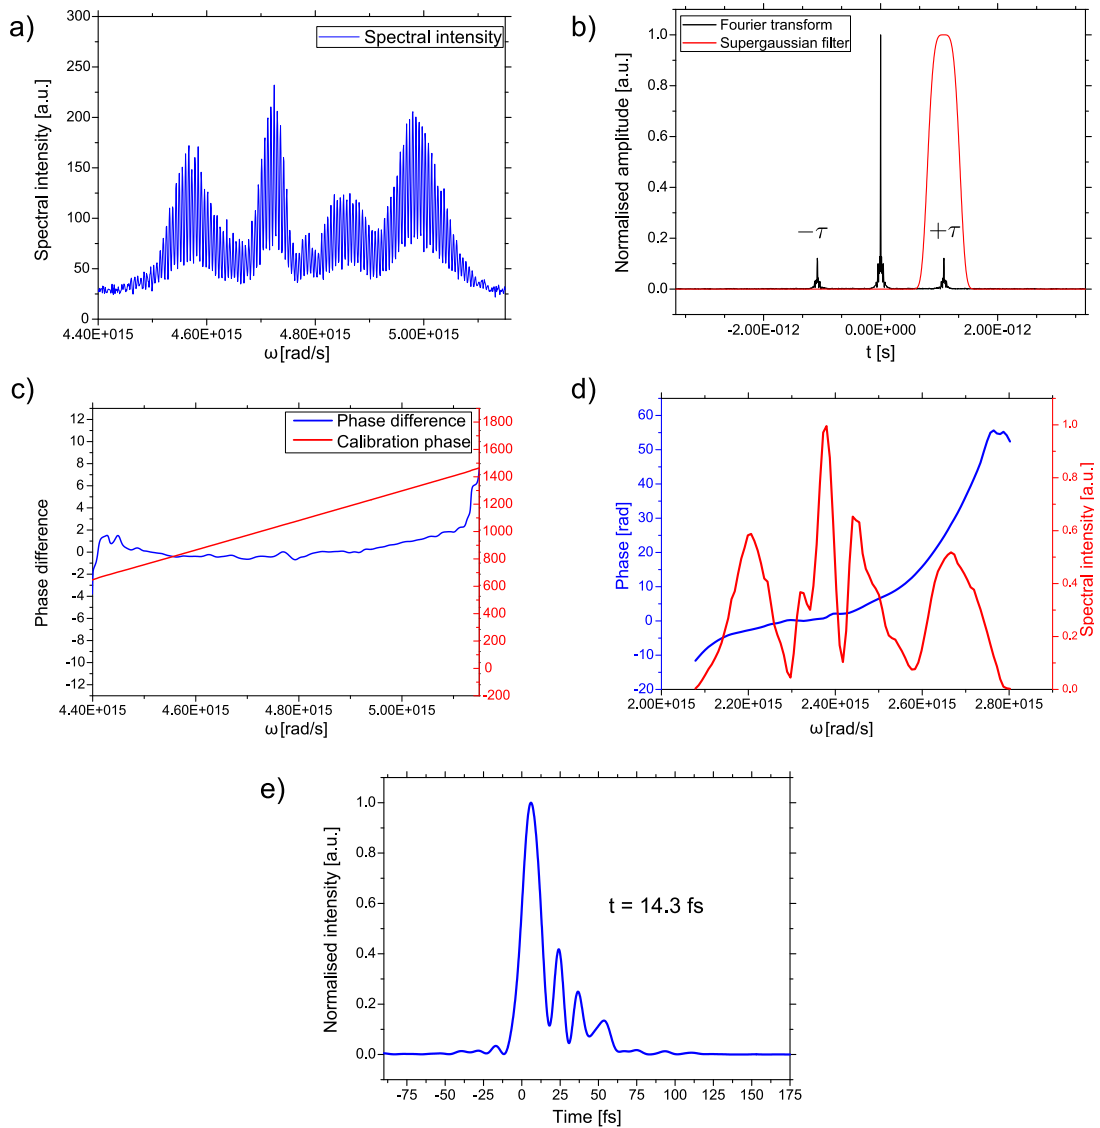 a)
Spectral intensity
300
250
200
150
100
50
0
Spectral intensity [a.u.]
4.40E+015
4.60E+015
4.80E+015
5.00E+015
ω[rad/s]
b)
Fourier transform
Supergaussian filter
1.0
0.8
0.6
0.4
0.2
0.0
Normalised amplitude [a.u.]
−τ
+τ
-2.00E-012
0.00E+000
2.00E-012
t [s]
c)
Phase difference
Calibration phase
12
10
8
6
4
2
0
-2
-4
-6
-8
-10
-12
Phase difference
1800
1600
1400
1200
1000
800
600
400
200
0
-200
4.40E+015
4.60E+015
4.80E+015
5.00E+015
ω[rad/s]
d)
60
50
40
30
20
10
0
-10
-20
Phase [rad]
1.0
0.8
0.6
0.4
0.2
0.0
Spectral intensity [a.u.]
2.00E+015
2.20E+015
2.40E+015
2.60E+015
2.80E+015
ω[rad/s]
e)
1.0
0.8
0.6
0.4
0.2
0.0
Normalised intensity [a.u.]
t = 14.3 fs
-75
-50
-25
0
25
50
75
100
125
150
175
Time [fs]